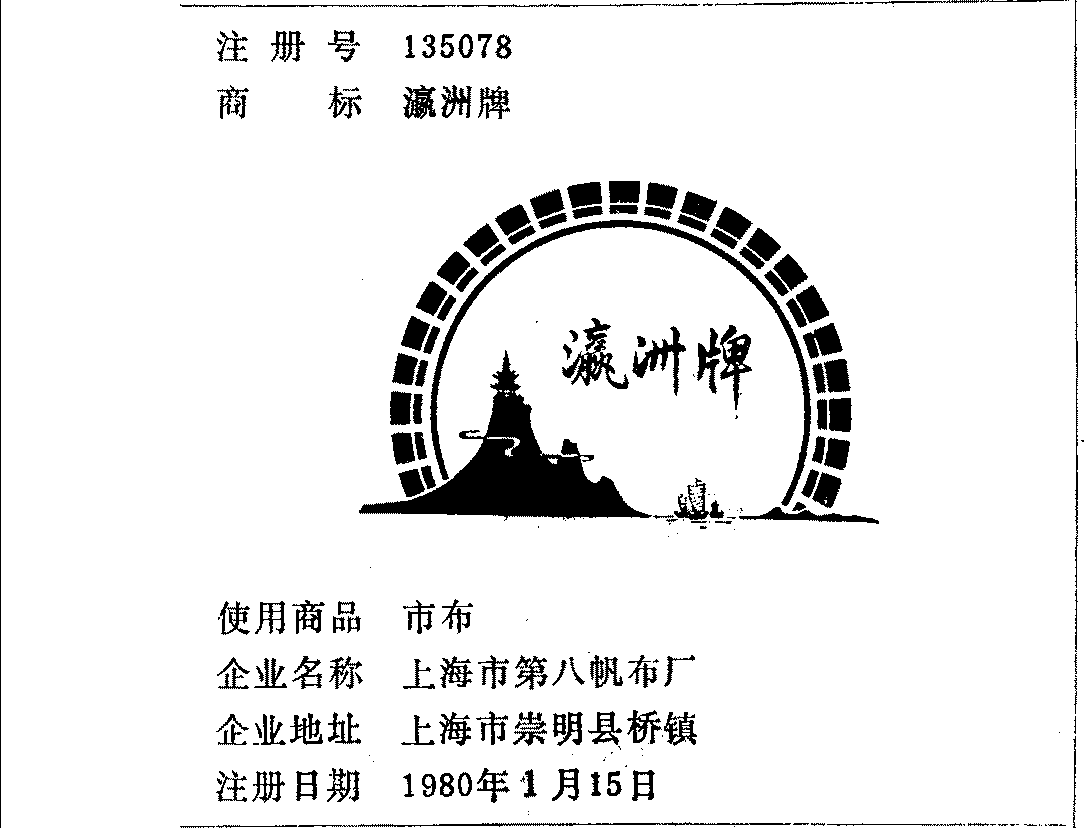 注册号 135078
商标 瀛洲牌
瀛洲牌
使用商品 市布
企业名称 上海市第八帆布厂
企业地址 上海市崇明县桥镇
注册日期 1980年1月15日